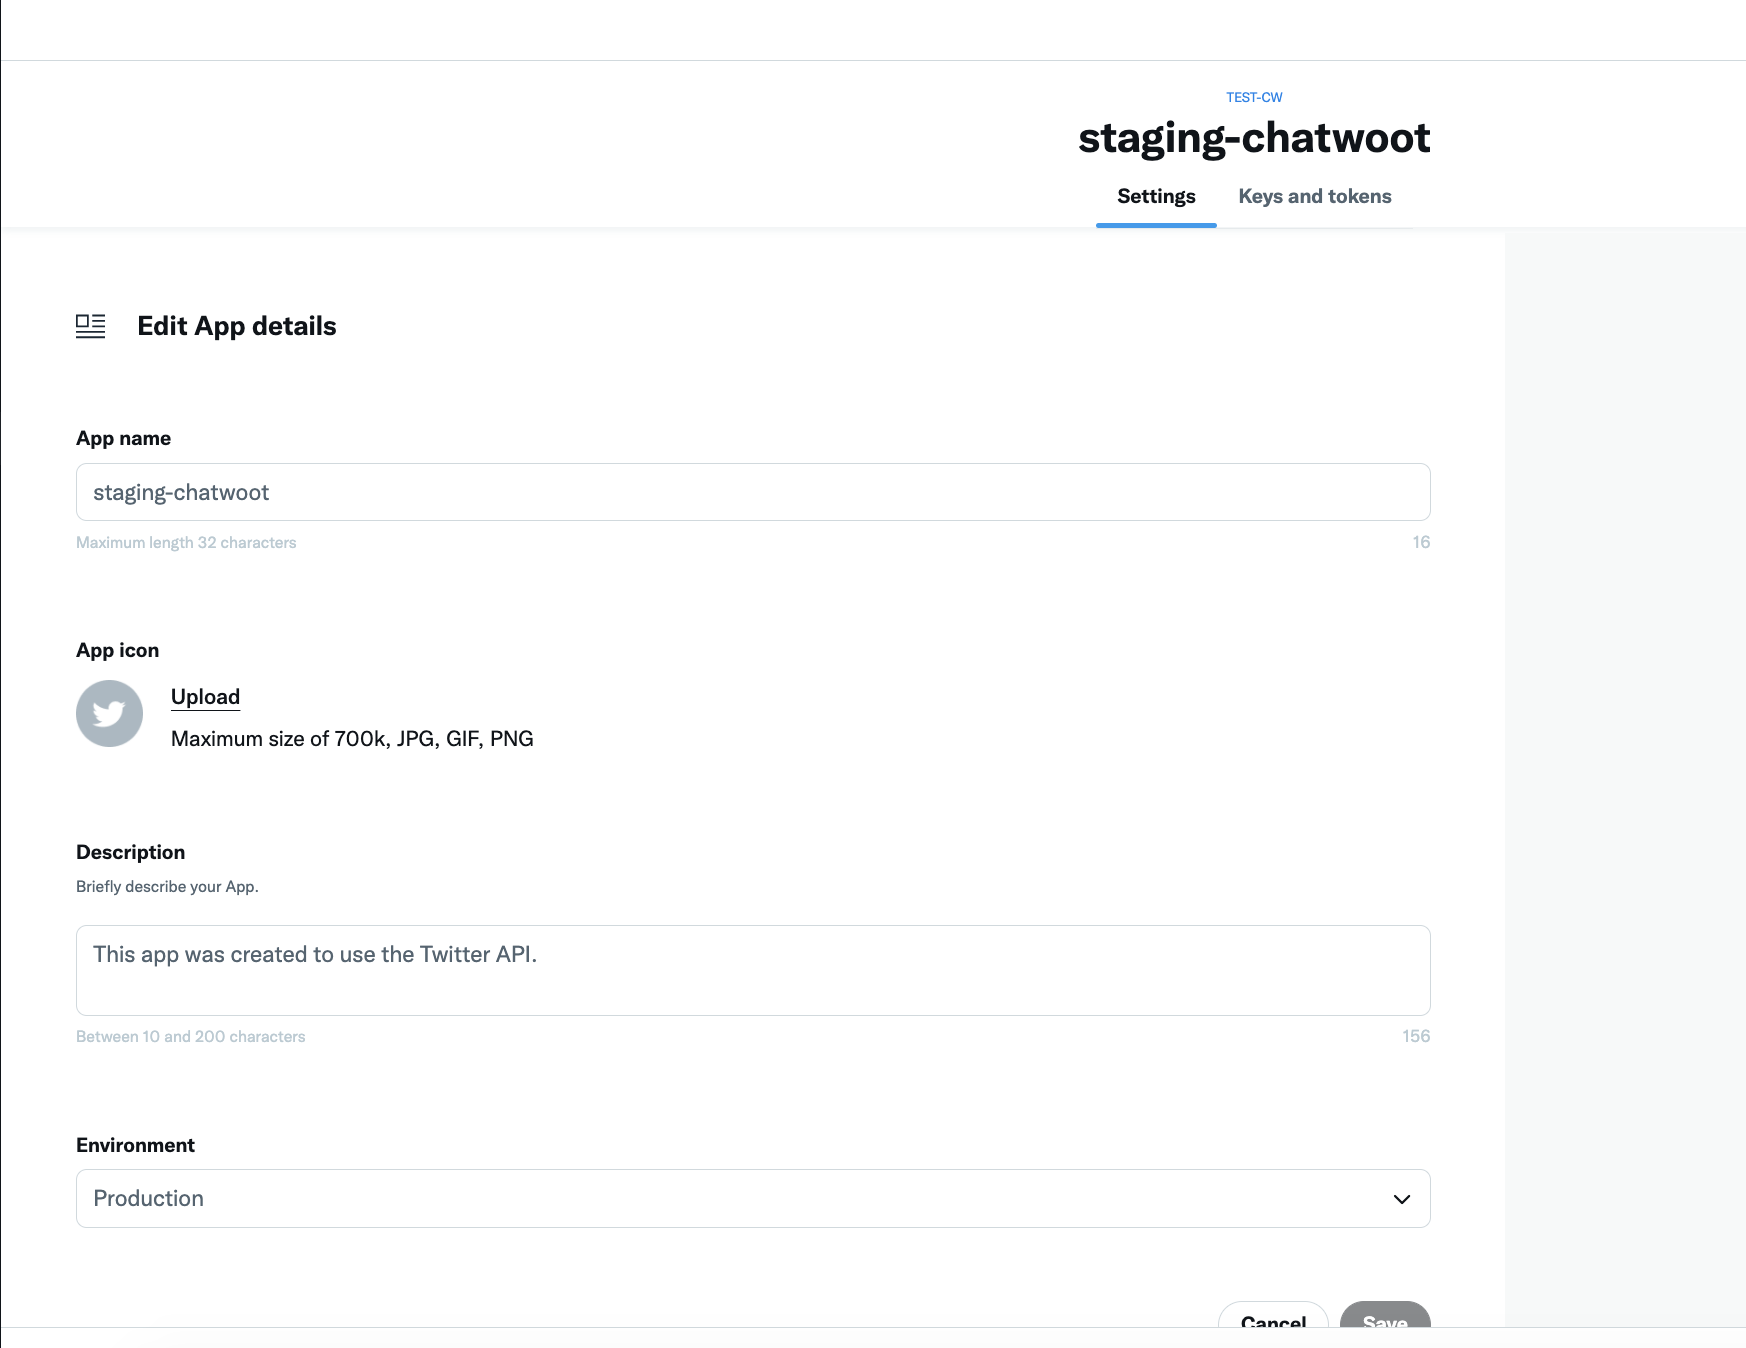 TEST-CW
staging-chatwoot
Settings
Keys and tokens
Edit App details
App name
staging-chatwoot
Maximum length 32 characters
16
App icon
Upload
Maximum size of 700k, JPG, GIF, PNG
Description
Briefly describe your App.
This app was created to use the Twitter API.
Between 10 and 200 characters
156
Environment
Production
Cancel
Save